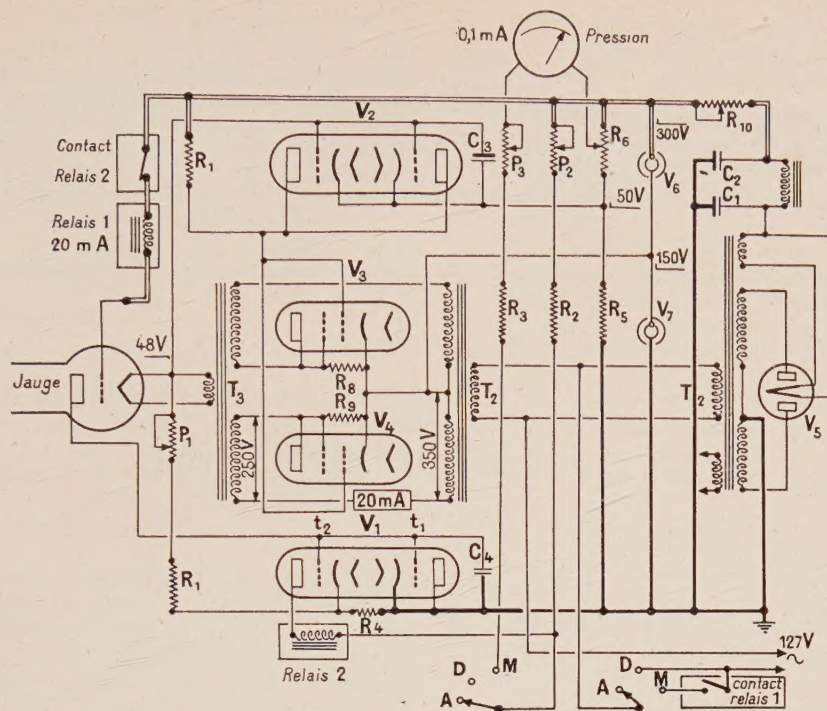 0,1 mA Pression
V2
R1
C3
P3
P2
R6
300V
R10
Contact
Relais 2
C2
C1
V6
50V
Relais 1
20 mA
150V
V3
V7
48V
R3
R2
R5
Jauge
R8
T3
R9
T2
T2
V4
V5
P1
250V
350V
20mA
V1
t2
t1
C4
R1
R4
127V
Relais 2
D
M
A
D
A
M
contact
relais 1